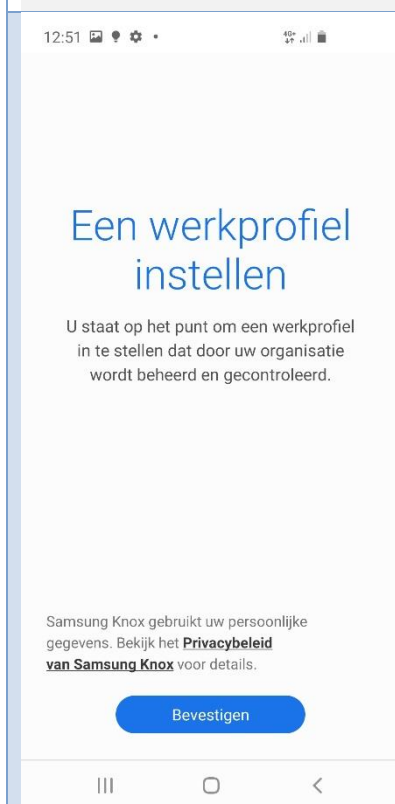 12:51
4G+
Een werkprofiel
instellen
U staat op het punt om een werkprofiel
in te stellen dat door uw organisatie
wordt beheerd en gecontroleerd.
Samsung Knox gebruikt uw persoonlijke
gegevens. Bekijk het Privacybeleid
van Samsung Knox voor details.
Bevestigen